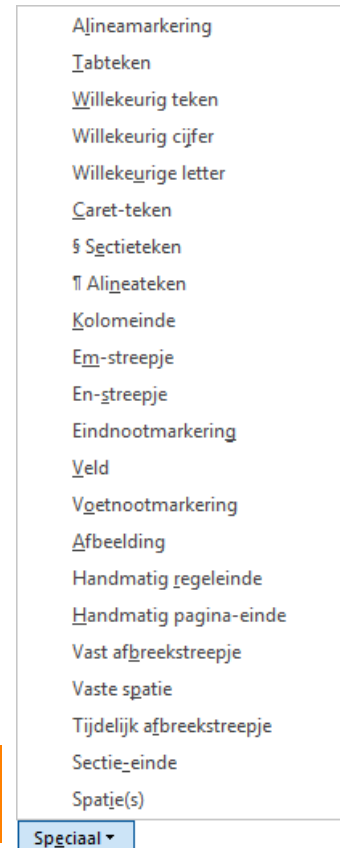 Alineamarkering
Tabteken
Willekeurig teken
Willekeurig cijfer
Willekeurige letter
Caret-teken
§ Sectieteken
¶ Alineateken
Kolomeinde
Em-streepje
En-streepje
Eindnootmarkering
Veld
Voetnootmarkering
Afbeelding
Handmatig regeleinde
Handmatig pagina-einde
Vast afbreekstreepje
Vaste spatie
Tijdelijk afbreekstreepje
Sectie-einde
Spatie(s)
Speciaal